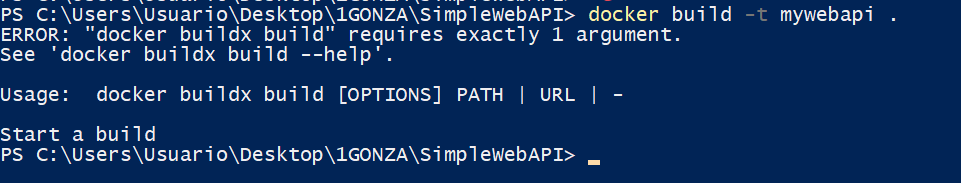 PS C:\Users\Usuario\Desktop\1GONZA\SimpleWebAPI> docker build -t mywebapi .
ERROR: "docker buildx build" requires exactly 1 argument.
See 'docker buildx build --help'.
Usage:  docker buildx build [OPTIONS] PATH | URL | -
Start a build
PS C:\Users\Usuario\Desktop\1GONZA\SimpleWebAPI>